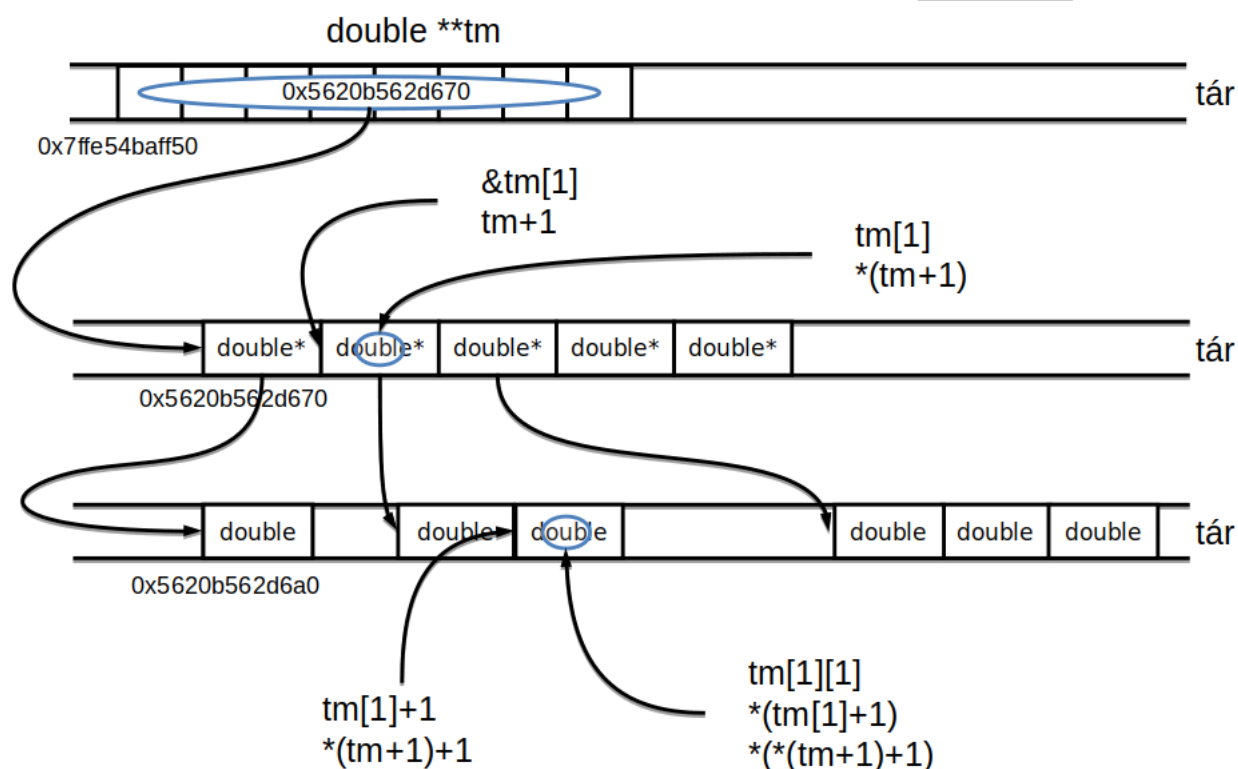 double **tm
0x5620b562d670
tár
0x7ffe54baff50
&tm[1]
tm+1
tm[1]
*(tm+1)
double* double* double* double* double*
tár
0x5620b562d670
double double double double double double
tár
0x5620b562d6a0
tm[1]+1
*(tm+1)+1
tm[1][1]
*(tm[1]+1)
*(*(tm+1)+1)